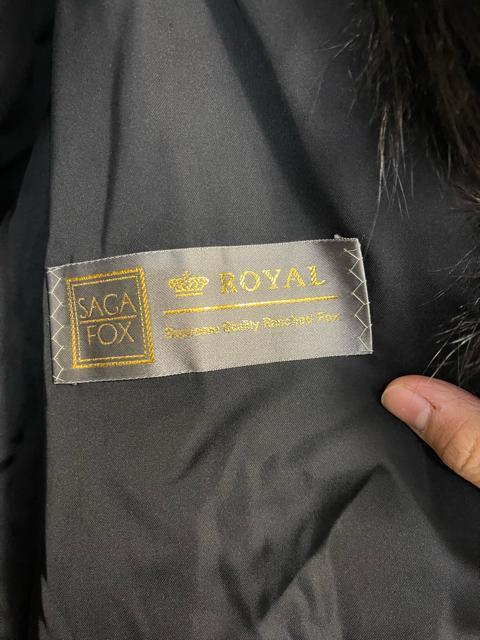 SAGA
FOX
ROYAL
Supreme Quality Ranched Fox